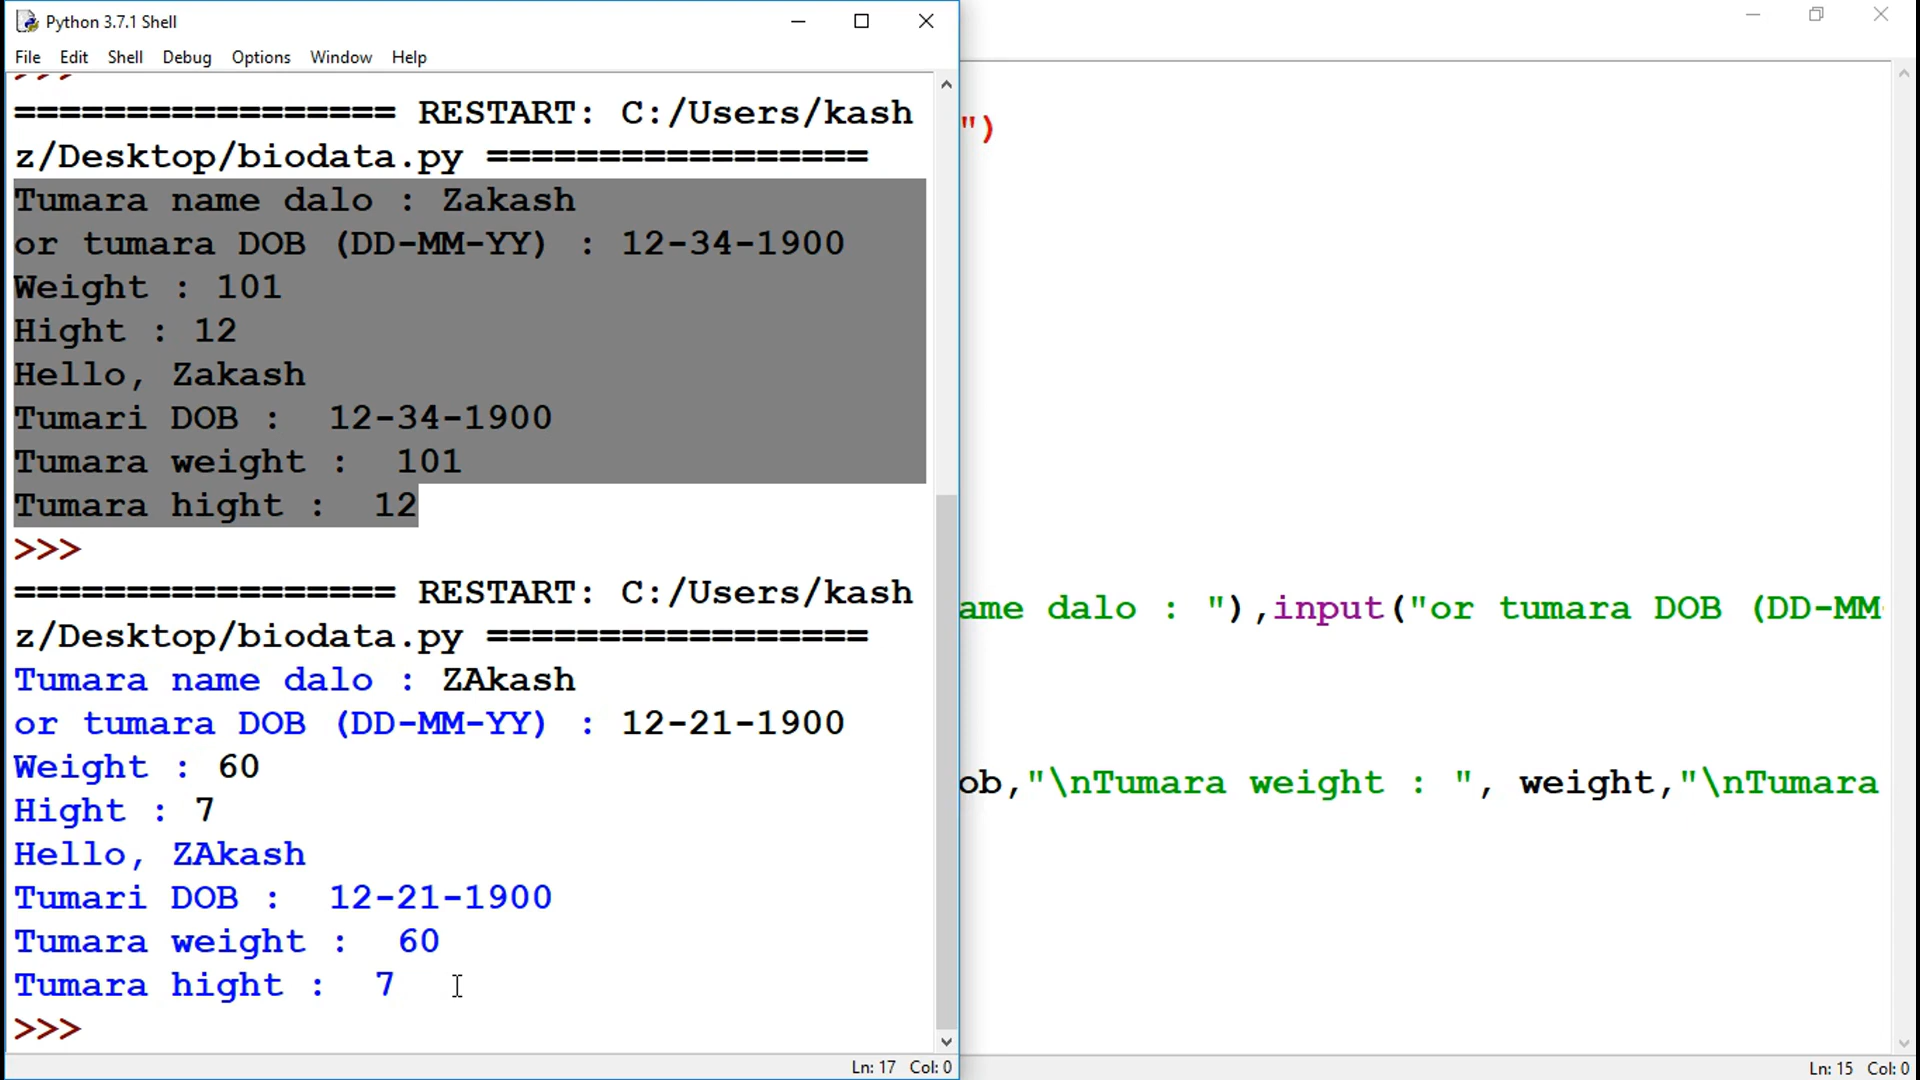 Python 3.7.1 Shell
File Edit Shell Debug Options Window Help
>>>
================= RESTART: C:/Users/kash
z/Desktop/biodata.py =================
Tumara name dalo : Zakash
or tumara DOB (DD-MM-YY) : 12-34-1900
Weight : 101
Hight : 12
Hello, Zakash
Tumari DOB :  12-34-1900
Tumara weight :  101
Tumara hight :  12
>>>
================= RESTART: C:/Users/kash
z/Desktop/biodata.py =================
Tumara name dalo : ZAkash
or tumara DOB (DD-MM-YY) : 12-21-1900
Weight : 60
Hight : 7
Hello, ZAkash
Tumari DOB :  12-21-1900
Tumara weight :  60
Tumara hight :  7
>>>
Ln: 17 Col: 0
")
ame dalo : "),input("or tumara DOB (DD-MM-
ob,"\nTumara weight : ", weight,"\nTumara
Ln: 15 Col: 0